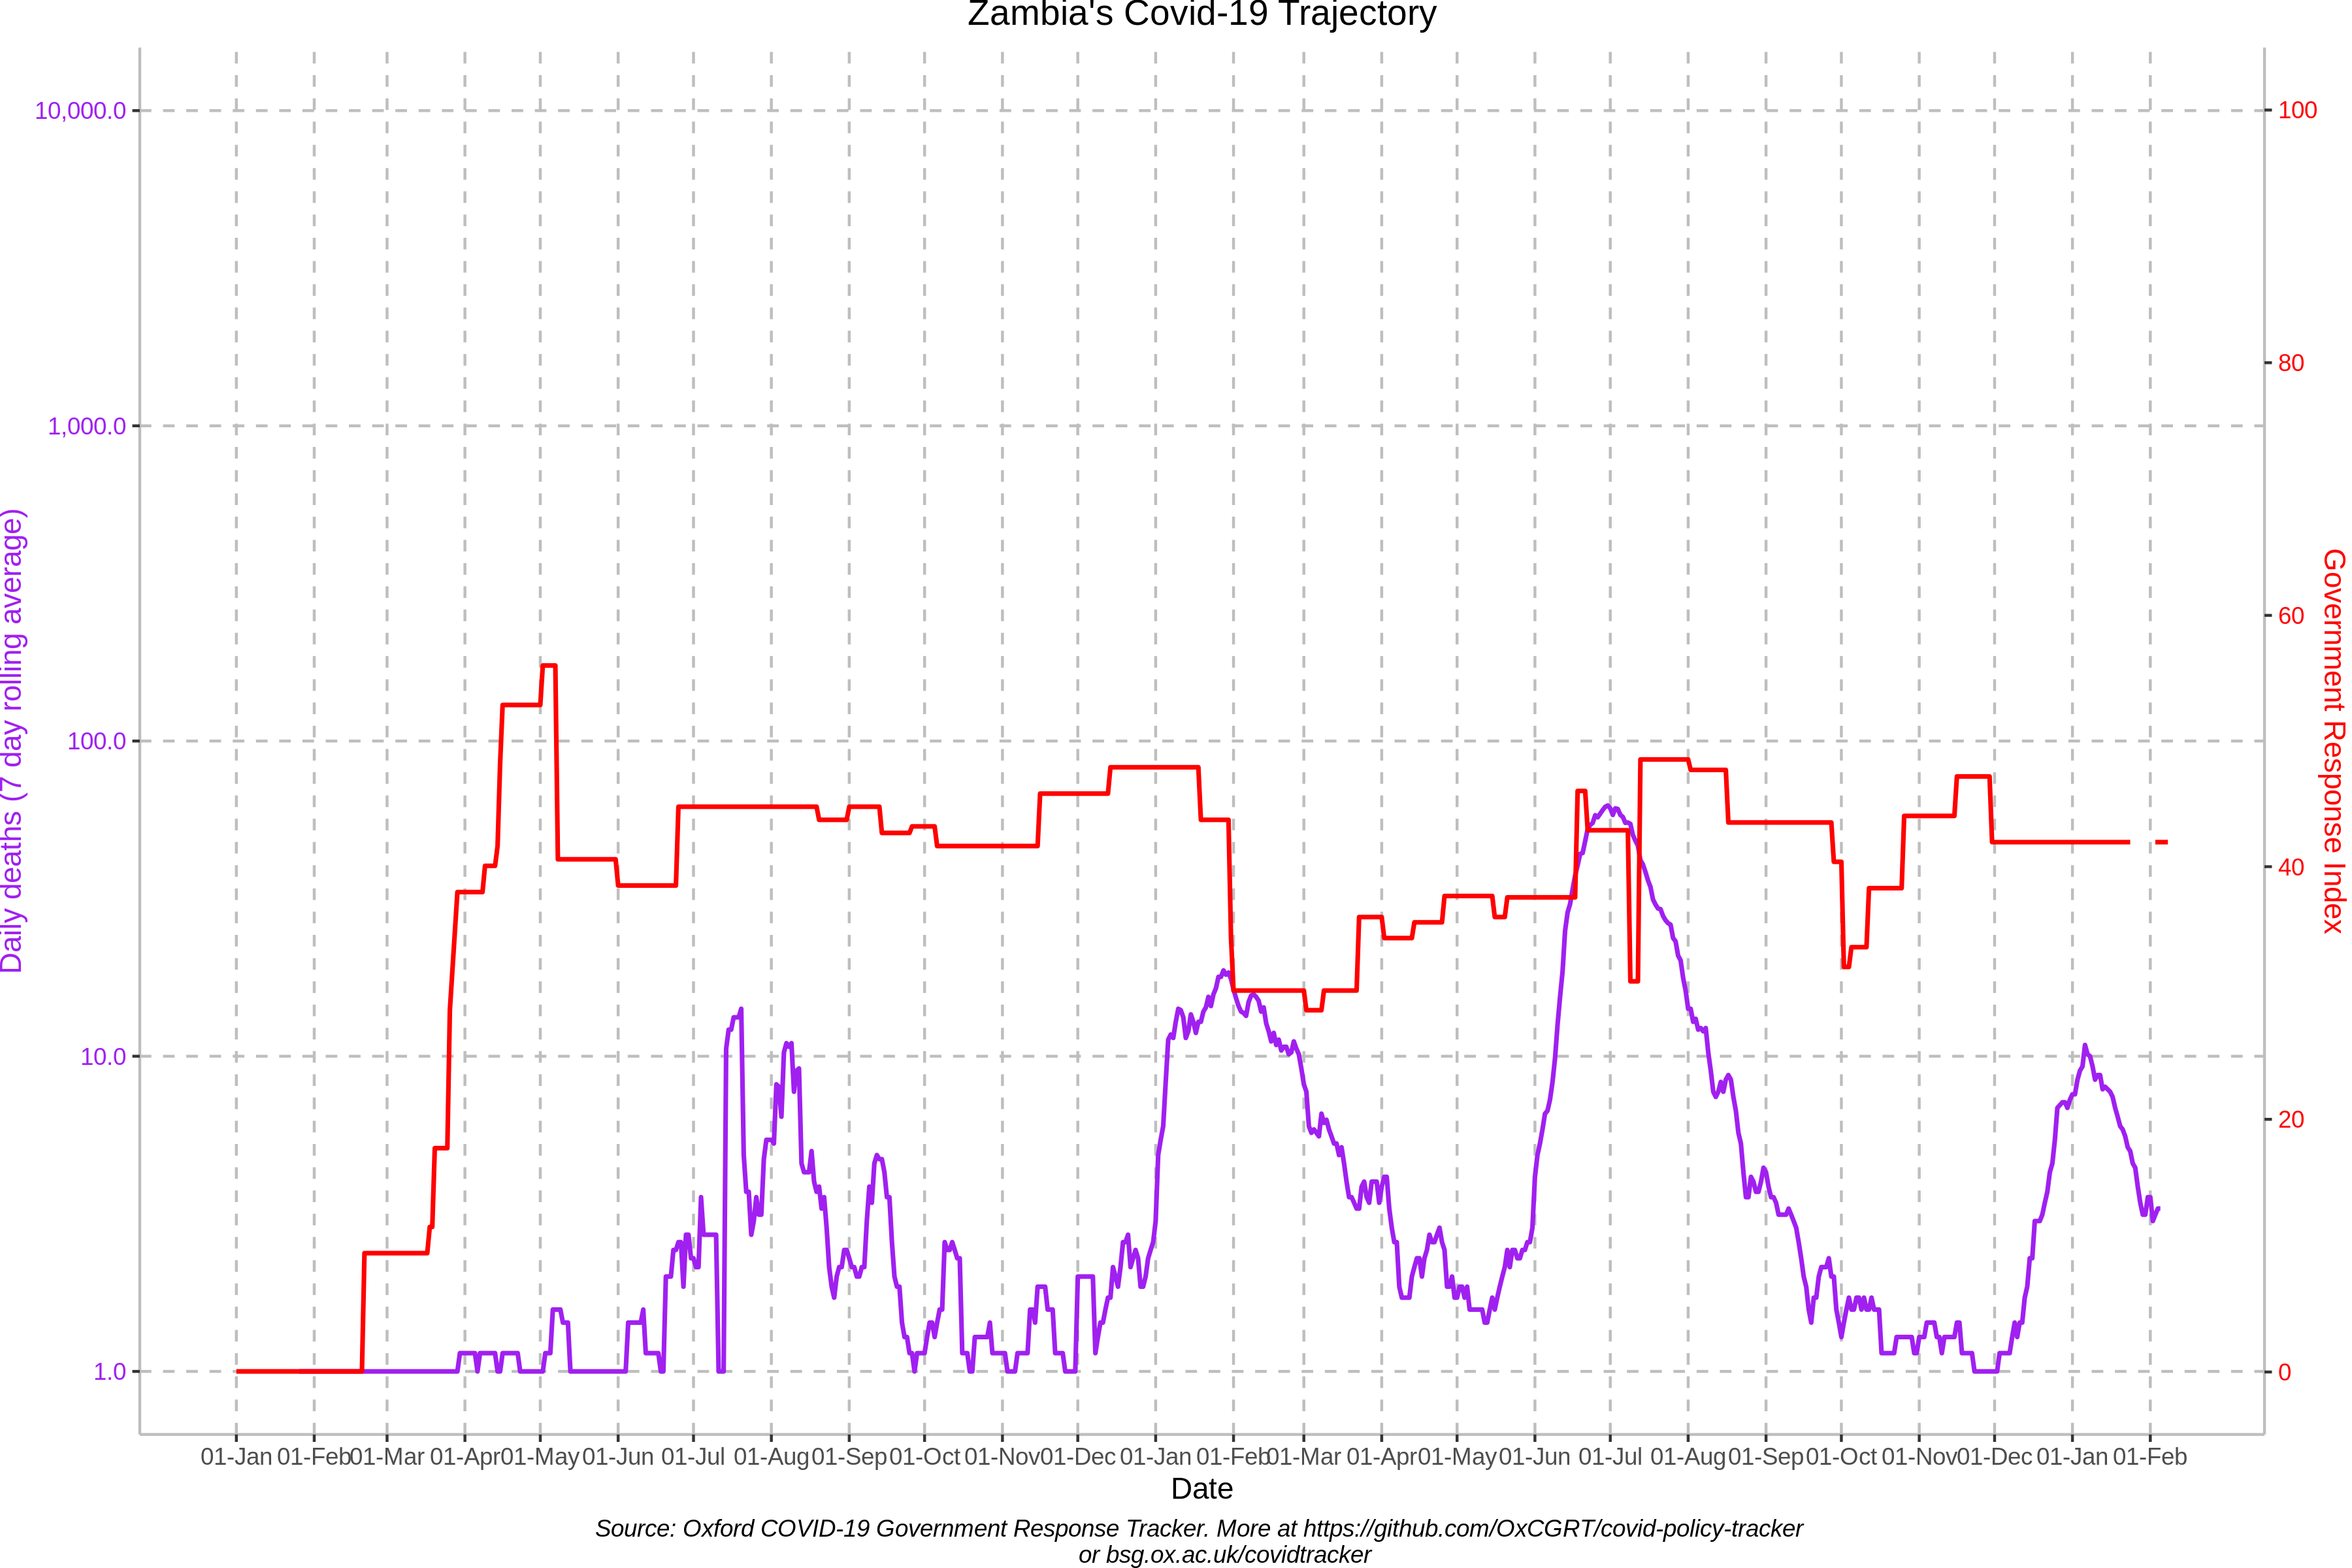 Zambia's Covid-19 Trajectory
10,000.0
1,000.0
100.0
10.0
1.0
Daily deaths (7 day rolling average)
100
80
60
40
20
0
Government Response Index
01-Jan 01-Feb 01-Mar 01-Apr 01-May 01-Jun 01-Jul 01-Aug 01-Sep 01-Oct 01-Nov 01-Dec 01-Jan 01-Feb 01-Mar 01-Apr 01-May 01-Jun 01-Jul 01-Aug 01-Sep 01-Oct 01-Nov 01-Dec 01-Jan 01-Feb
Date
Source: Oxford COVID-19 Government Response Tracker. More at https://github.com/OxCGRT/covid-policy-tracker
or bsg.ox.ac.uk/covidtracker